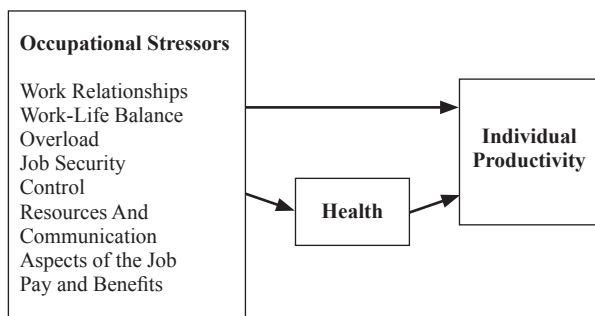 Occupational Stressors
Work Relationships
Work-Life Balance
Overload
Job Security
Control
Resources And
Communication
Aspects of the Job
Pay and Benefits
Health
Individual
Productivity